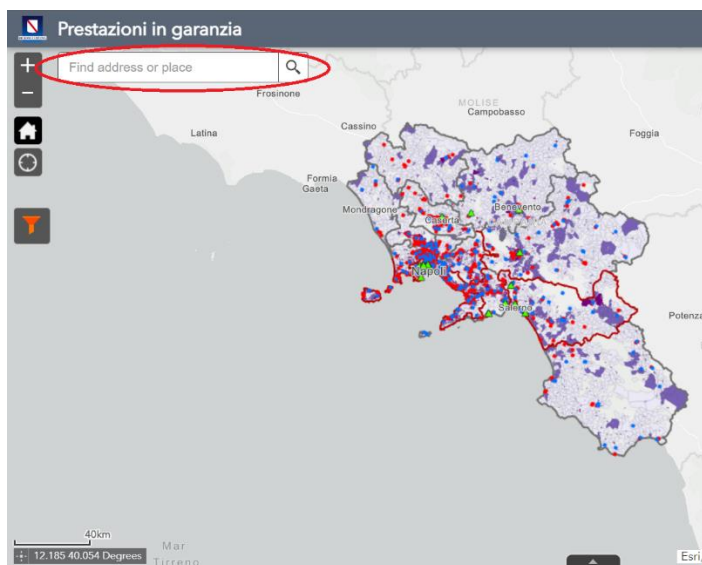 Prestazioni in garanzia
+
Find address or place
−
Frosinone
MOLISE
Campobasso
Latina
Cassino
Foggia
Formia
Gaeta
Mondragone
Benevento
Caserta
Napoli
Salerno
Potenza
40km
Mar
Tirreno
12.185 40.054 Degrees
Esri,